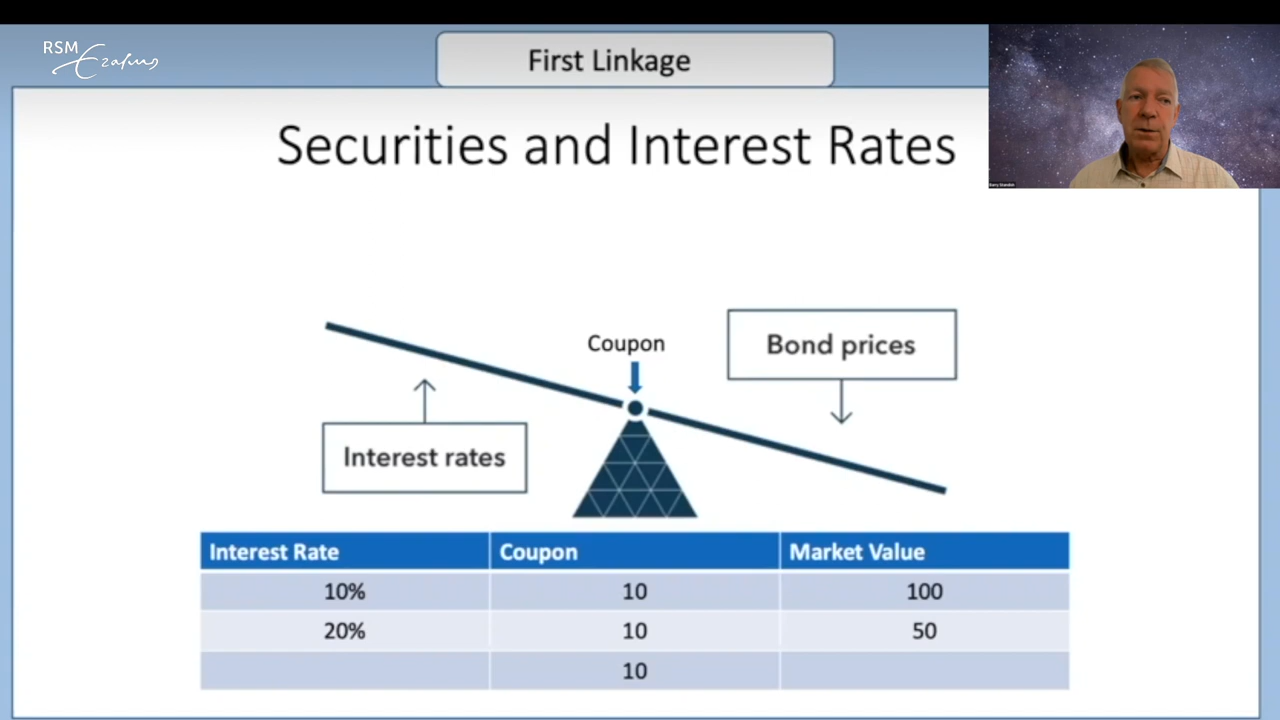 RSM
Erasmus
First Linkage
Securities and Interest Rates
Coupon
Bond prices
Interest rates
Interest Rate Coupon Market Value
10% 10 100
20% 10 50
10